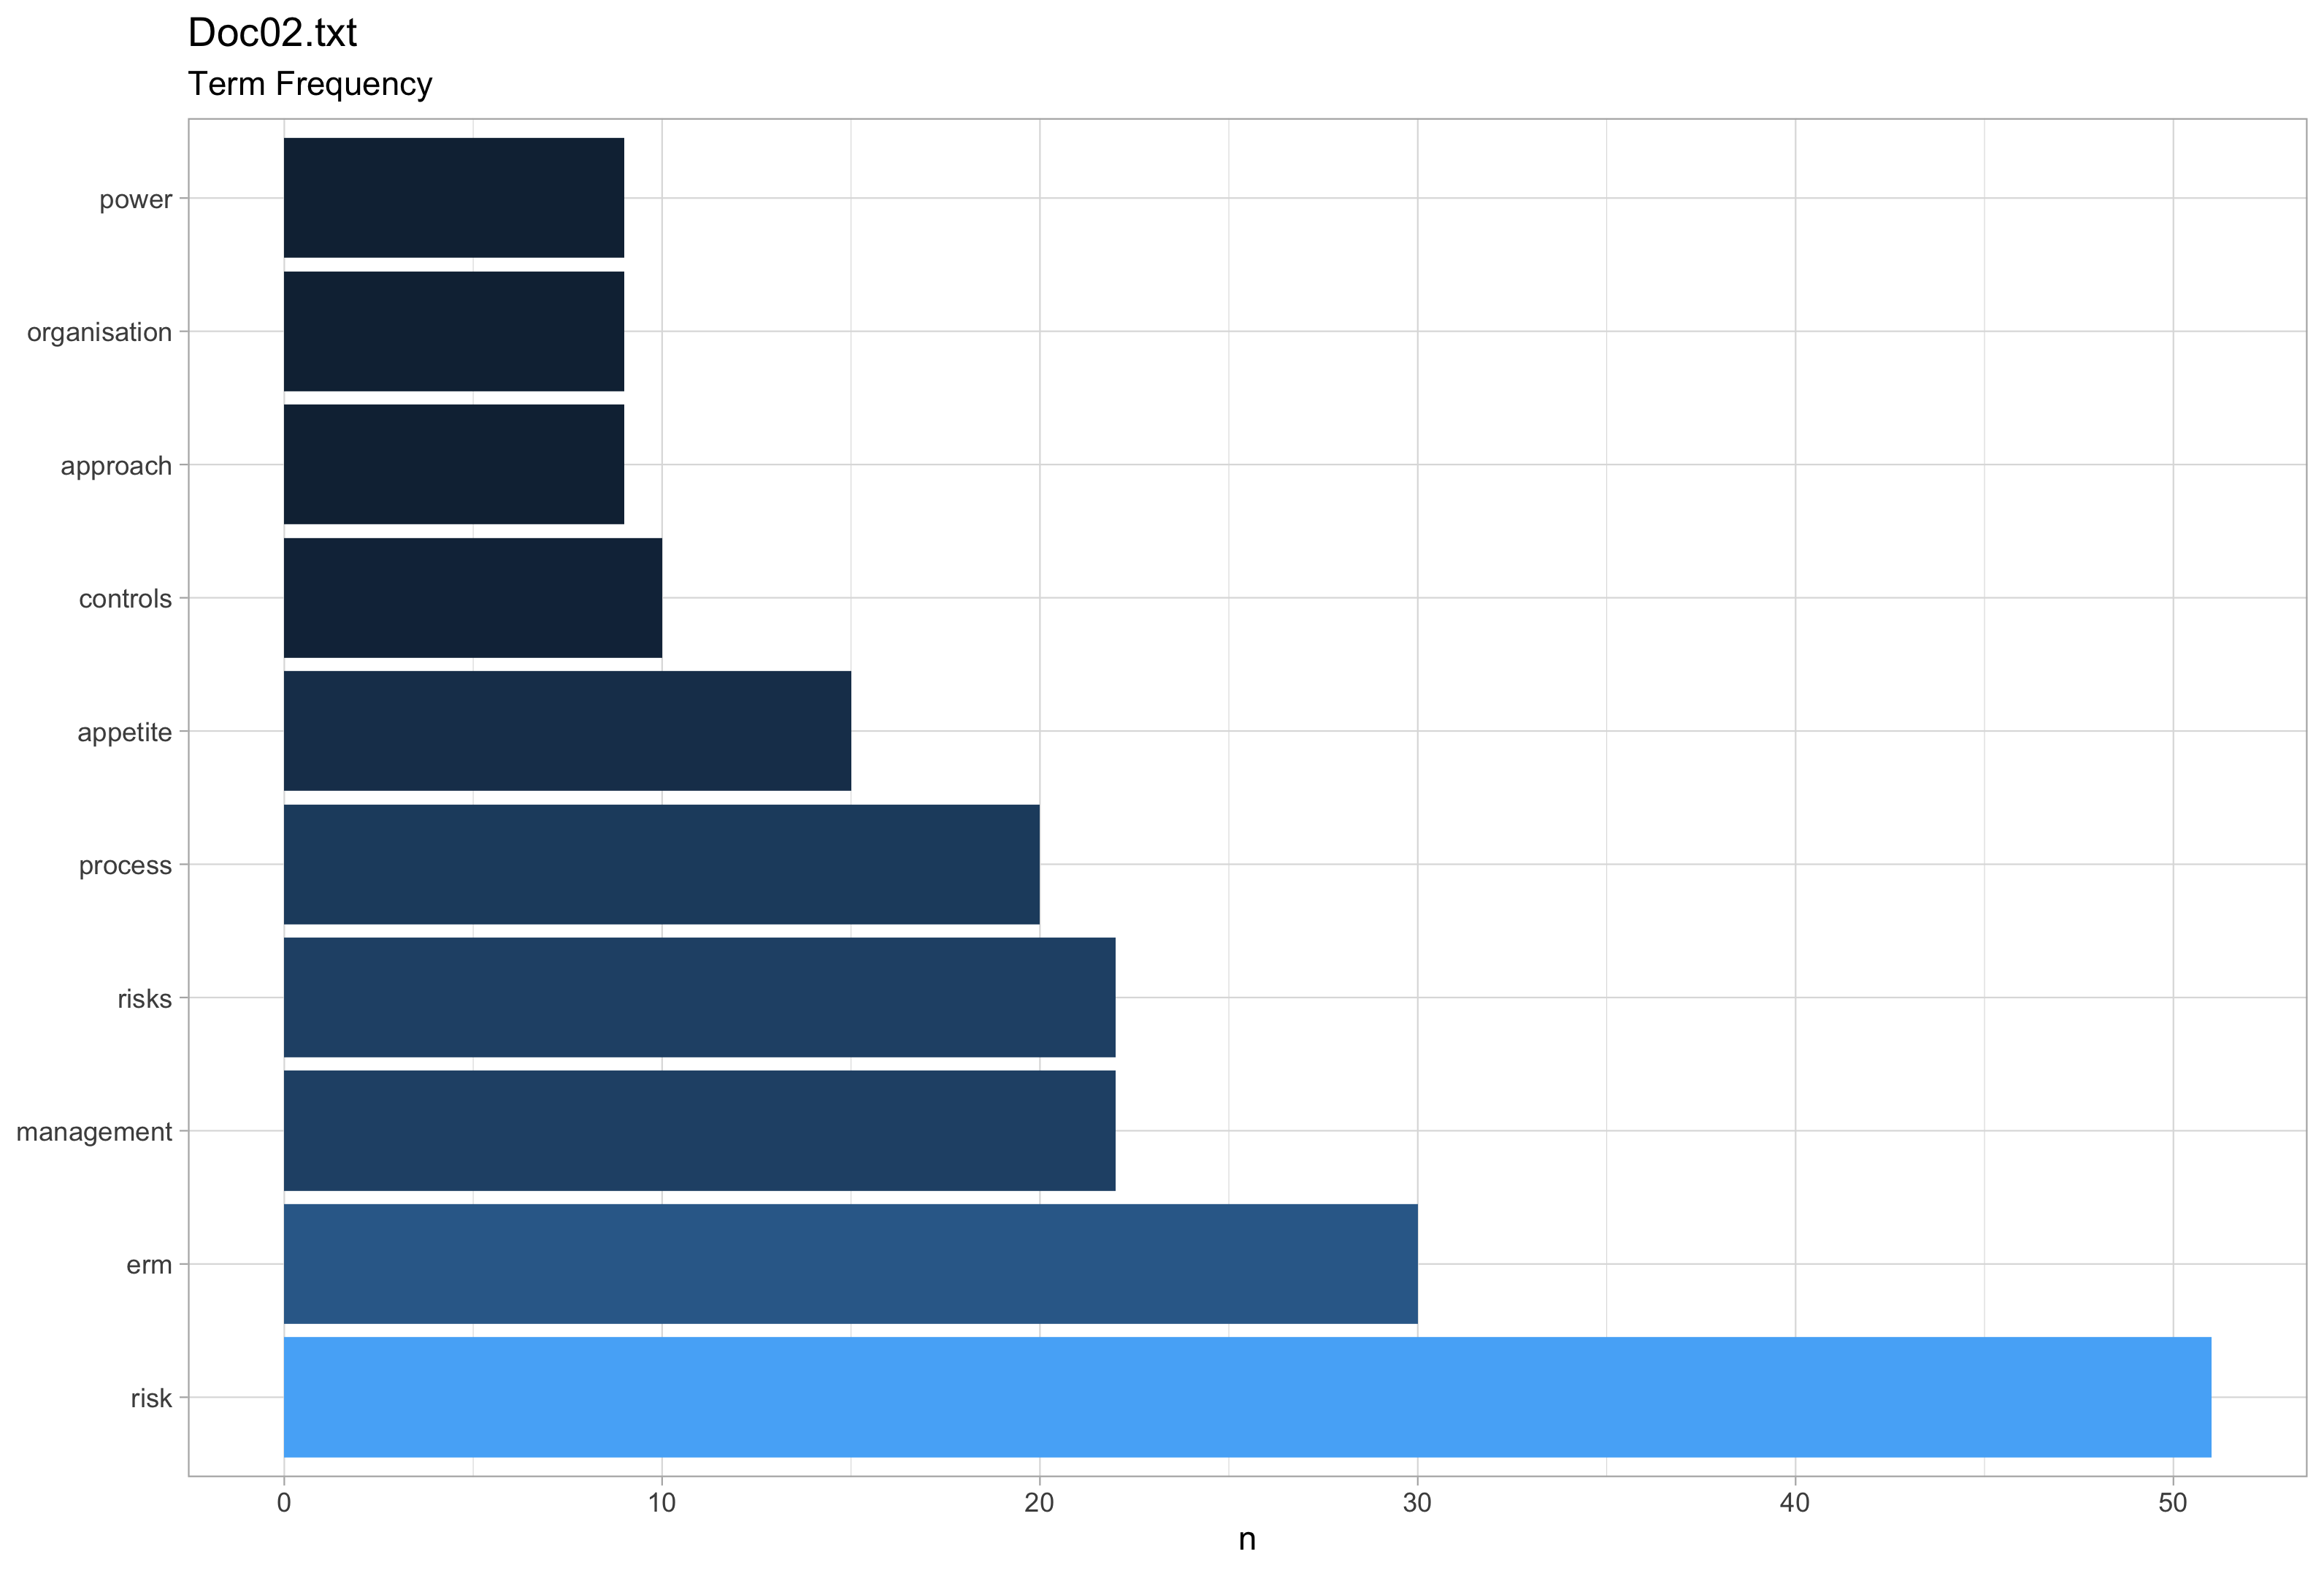 Doc02.txt
Term Frequency
power
organisation
approach
controls
appetite
process
risks
management
erm
risk
0 10 20 30 40 50
n